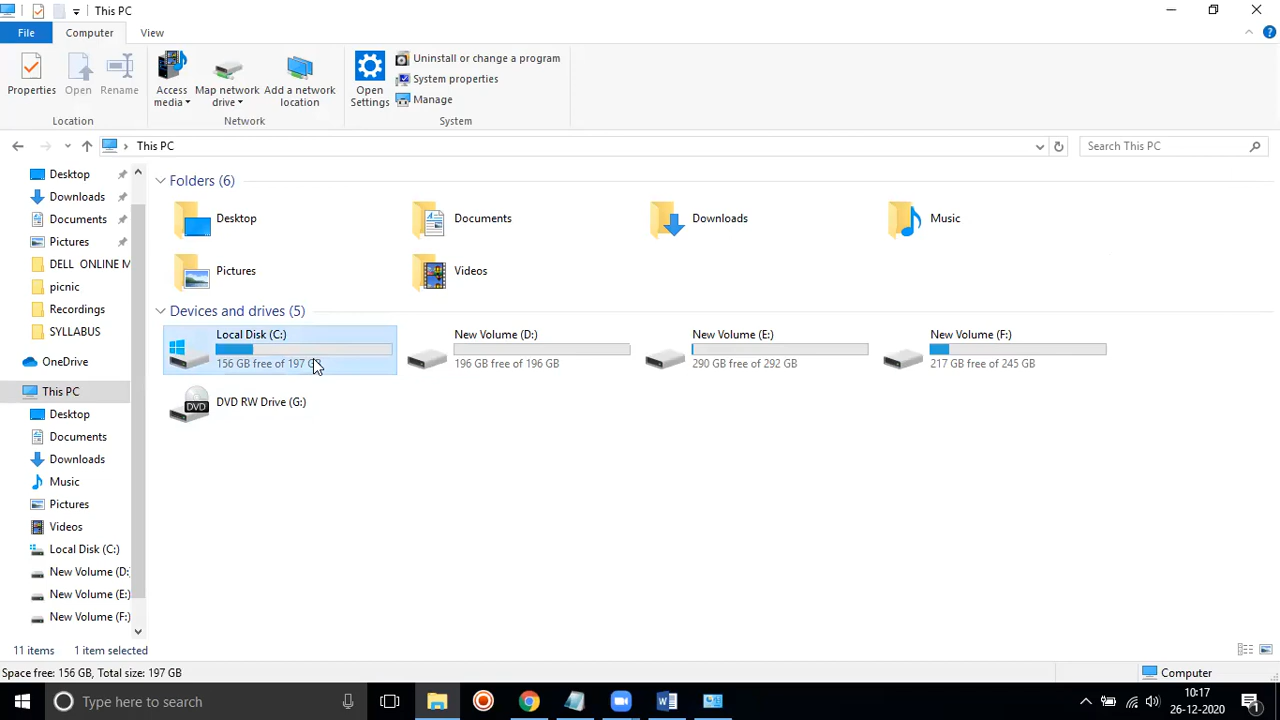 This PC
File
Computer
View
Properties
Open
Rename
Access media
Map network drive
Add a network location
Open Settings
Uninstall or change a program
System properties
Manage
Location
Network
System
This PC
Search This PC
Desktop
Downloads
Documents
Pictures
DELL ONLINE M
picnic
Recordings
SYLLABUS
OneDrive
This PC
Desktop
Documents
Downloads
Music
Pictures
Videos
Local Disk (C:)
New Volume (D:)
New Volume (E:)
New Volume (F:)
Folders (6)
Desktop
Documents
Downloads
Music
Pictures
Videos
Devices and drives (5)
Local Disk (C:)
156 GB free of 197 GB
New Volume (D:)
196 GB free of 196 GB
New Volume (E:)
290 GB free of 292 GB
New Volume (F:)
217 GB free of 245 GB
DVD
DVD RW Drive (G:)
11 items
1 item selected
Space free: 156 GB, Total size: 197 GB
Computer
Type here to search
10:17
26-12-2020
1